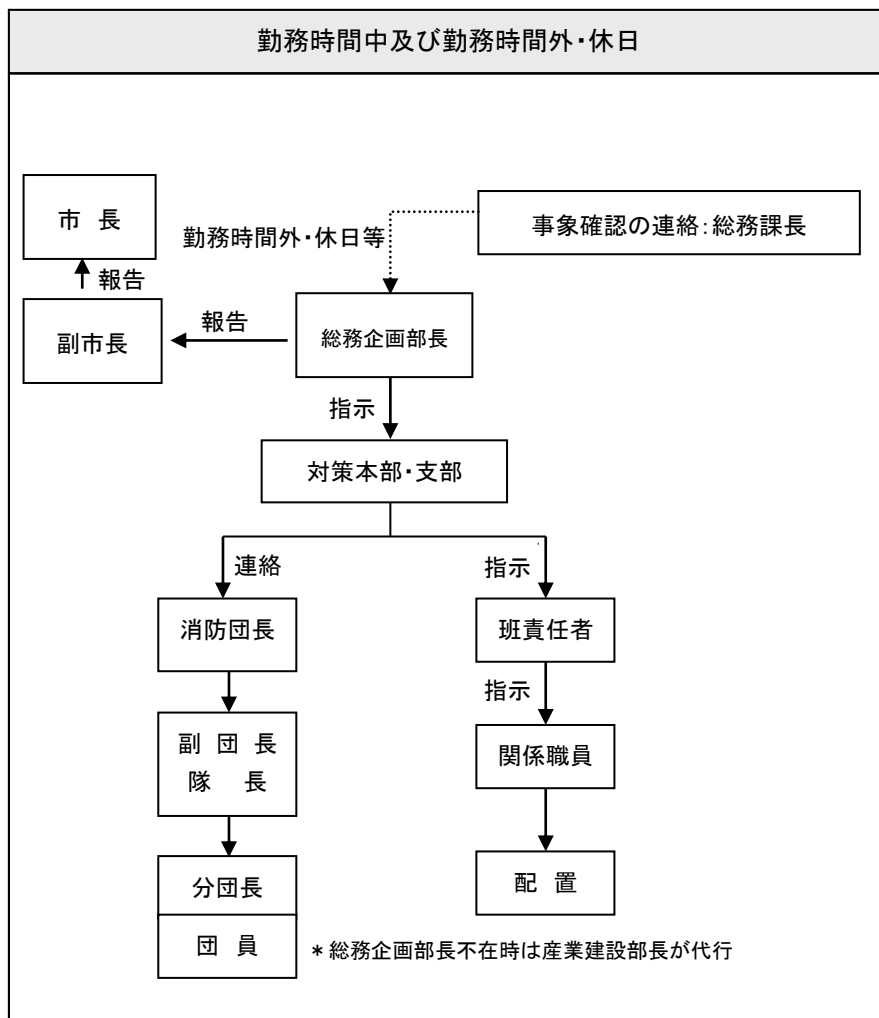 勤務時間中及び勤務時間外・休日
市 長
事象確認の連絡：総務課長
勤務時間外・休日等
報告
副市長
報告
総務企画部長
指示
対策本部・支部
連絡
指示
消防団長
班責任者
指示
副 団 長
隊 長
関係職員
分団長
配 置
団 員
＊総務企画部長不在時は産業建設部長が代行